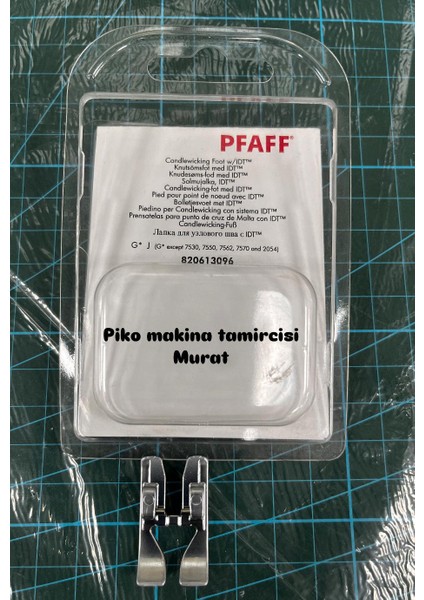 PFAFF®
Candlewicking Foot w/IDT™
Knutsömsfot med IDT™
Knudesøms-fod med IDT™
Solmujalka, IDT™
Candlewicking-fot med IDT™
Pied pour point de noeud avec IDT™
Bolletjesvoet met IDT™
Piedino per Candlewicking con sistema IDT™
Prensatelas para punto de cruz de Malta con IDT™
Candlewicking-Fuß
Лапка для узлового шва с IDT™
G* J (G* except 7530, 7550, 7562, 7570 and 2054)
820613096
Piko makina tamircisi
Murat